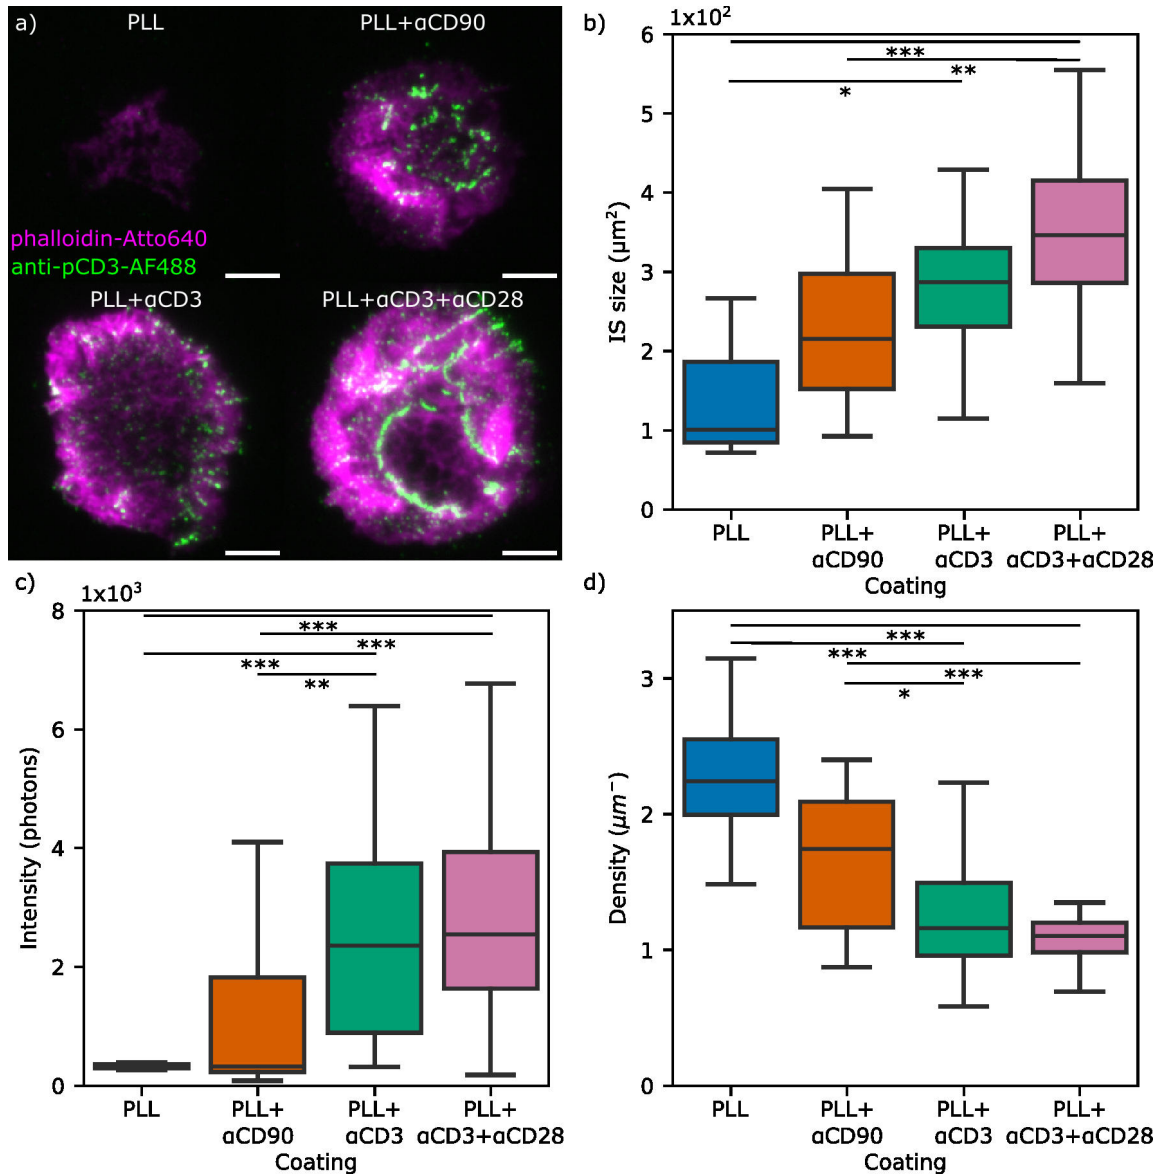 a)
PLL
PLL+αCD90
phalloidin-Atto640
anti-pCD3-AF488
PLL+αCD3
PLL+αCD3+αCD28
b)
1x10²
6
5
4
3
2
1
0
IS size (μm²)
***
**
*
PLL
PLL+
αCD90
PLL+
αCD3
PLL+
αCD3+αCD28
Coating
c)
1x10³
8
6
4
2
0
Intensity (photons)
***
***
***
**
PLL
PLL+
αCD90
PLL+
αCD3
PLL+
αCD3+αCD28
Coating
d)
3
2
1
0
Density (μm⁻)
***
***
***
*
PLL
PLL+
αCD90
PLL+
αCD3
PLL+
αCD3+αCD28
Coating